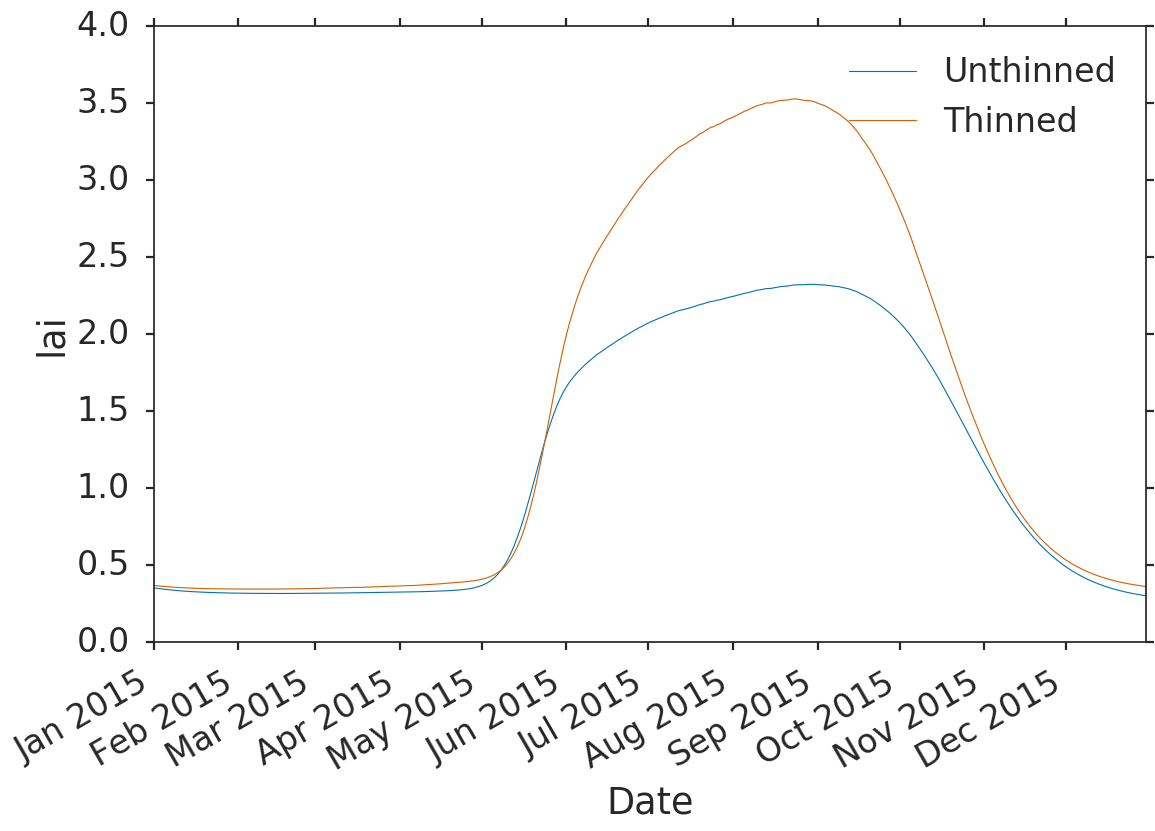 4.0
3.5
3.0
2.5
2.0
1.5
1.0
0.5
0.0
lai
Unthinned
Thinned
Jan 2015
Feb 2015
Mar 2015
Apr 2015
May 2015
Jun 2015
Jul 2015
Aug 2015
Sep 2015
Oct 2015
Nov 2015
Dec 2015
Date